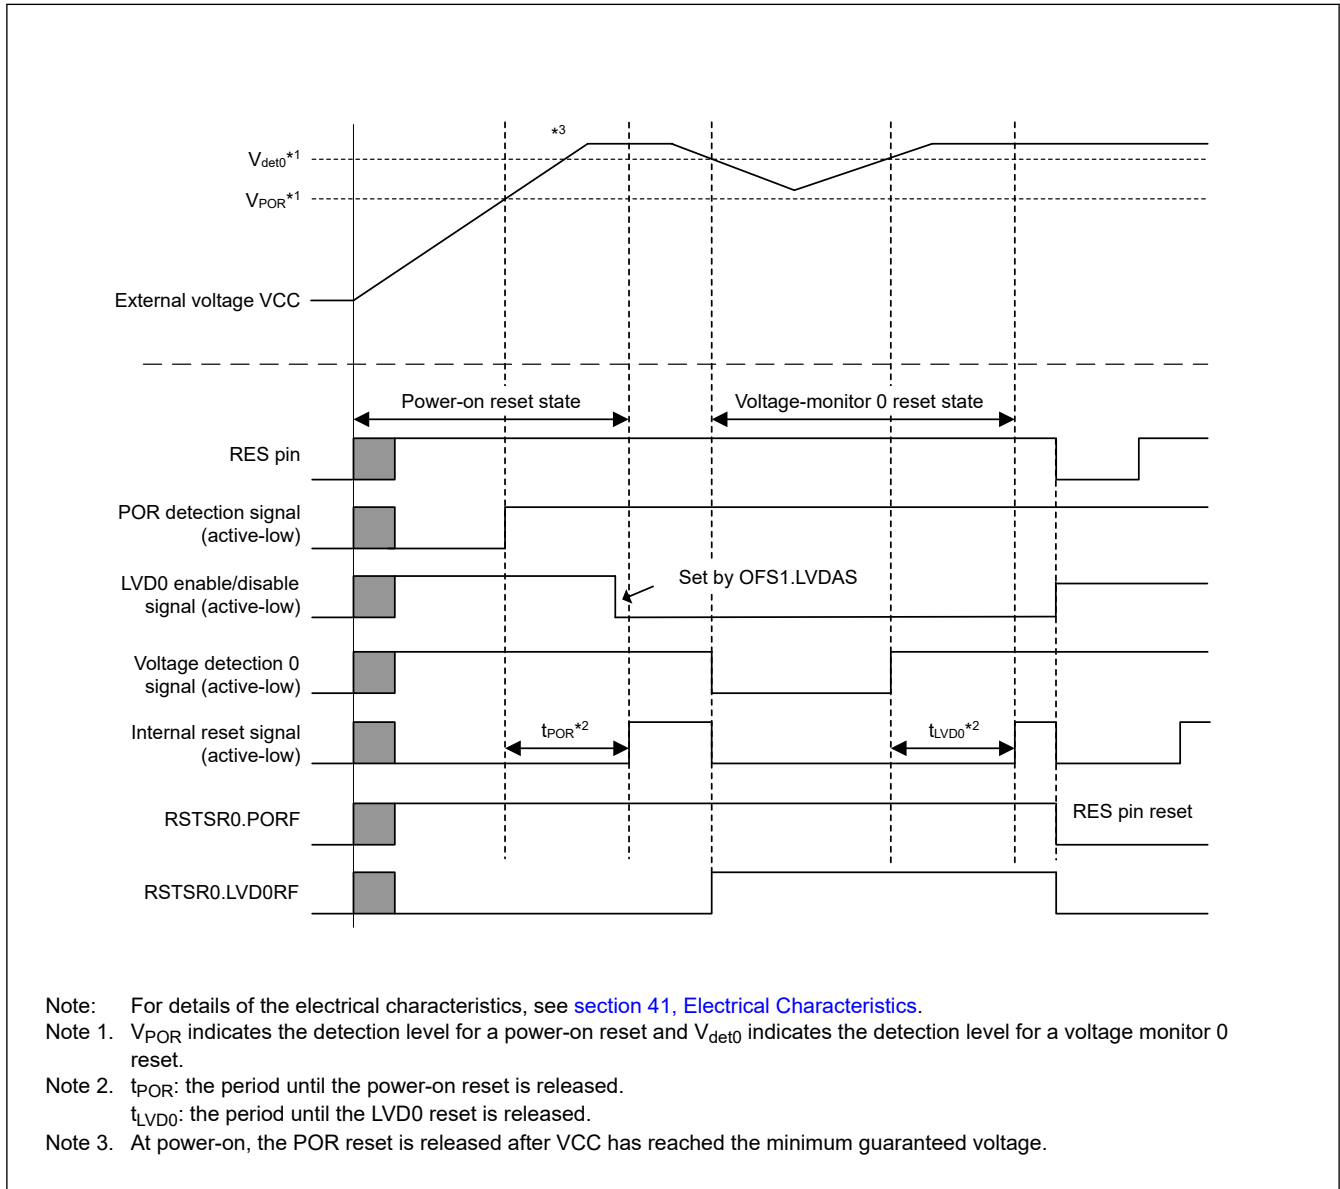 *3
Vdet0*1
VPOR*1
External voltage VCC
Power-on reset state
Voltage-monitor 0 reset state
RES pin
POR detection signal
(active-low)
LVD0 enable/disable
signal (active-low)
Set by OFS1.LVDAS
Voltage detection 0
signal (active-low)
Internal reset signal
(active-low)
tPOR*2
tLVD0*2
RSTSR0.PORF
RES pin reset
RSTSR0.LVD0RF
Note: For details of the electrical characteristics, see section 41, Electrical Characteristics.
Note 1. VPOR indicates the detection level for a power-on reset and Vdet0 indicates the detection level for a voltage monitor 0
reset.
Note 2. tPOR: the period until the power-on reset is released.
tLVD0: the period until the LVD0 reset is released.
Note 3. At power-on, the POR reset is released after VCC has reached the minimum guaranteed voltage.